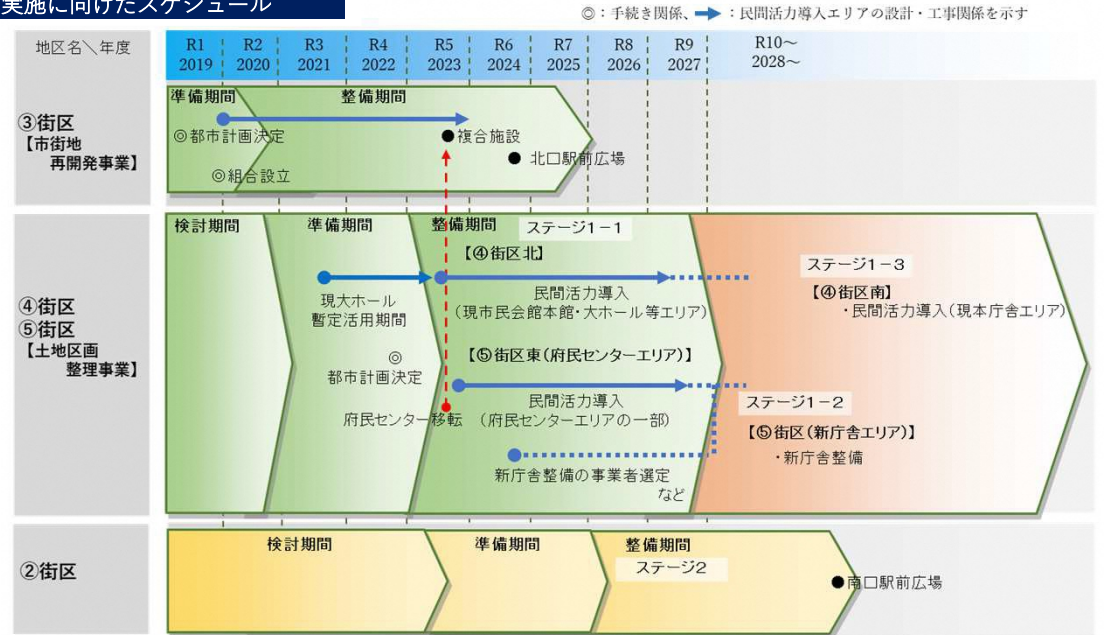 実施に向けたスケジュール
◎：手続き関係、：民間活力導入エリアの設計・工事関係を示す
地区名＼年度
R1 R2 R3 R4 R5 R6 R7 R8 R9 R10～
2019 2020 2021 2022 2023 2024 2025 2026 2027 2028～
③街区
【市街地
再開発事業】
準備期間
整備期間
◎都市計画決定
●複合施設
● 北口駅前広場
◎組合設立
④街区
⑤街区
【土地区画
整理事業】
検討期間
準備期間
整備期間
ステージ1－1
【④街区北】
現大ホール
暫定活用期間
民間活力導入
（現市民会館本館・大ホール等エリア）
ステージ1－3
【④街区南】
・民間活力導入（現本庁舎エリア）
◎
都市計画決定
【⑤街区東（府民センターエリア）】
府民センター移転
民間活力導入
（府民センターエリアの一部）
ステージ1－2
【⑤街区（新庁舎エリア）】
・新庁舎整備
新庁舎整備の事業者選定
など
②街区
検討期間
準備期間
整備期間
ステージ2
●南口駅前広場